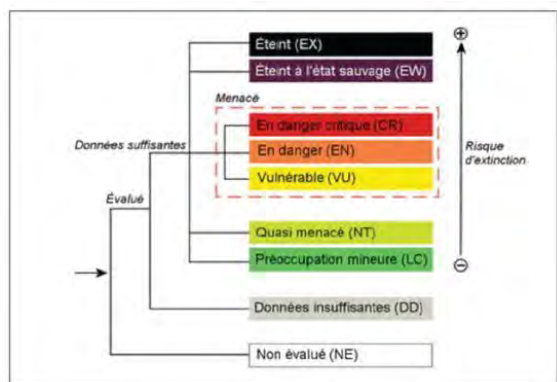 Éteint (EX)
Éteint à l'état sauvage (EW)
Menacé
En danger critique (CR)
Données suffisantes
En danger (EN)
Risque
d'extinction
Vulnérable (VU)
Évalué
Quasi menacé (NT)
Préoccupation mineure (LC)
Données insuffisantes (DD)
Non évalué (NE)